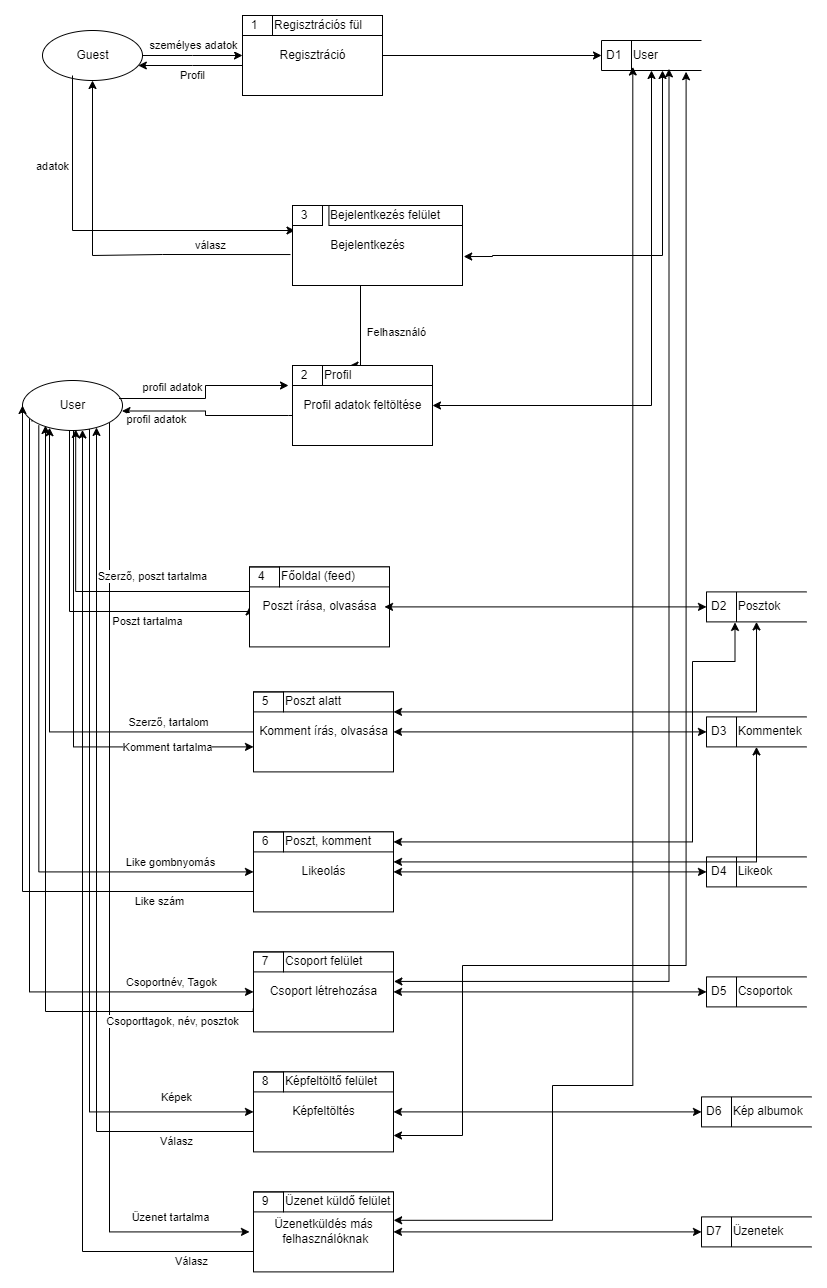 1 Regisztrációs fül
Guest
személyes adatok
Regisztráció
D1 User
Profil
adatok
3 Bejelentkezés felület
válasz
Bejelentkezés
Felhasználó
2 Profil
profil adatok
User
Profil adatok feltöltése
profil adatok
4 Főoldal (feed)
Szerző, poszt tartalma
Poszt írása, olvasása
D2 Posztok
Poszt tartalma
5 Poszt alatt
Szerző, tartalom
Komment írás, olvasása
D3 Kommentek
Komment tartalma
6 Poszt, komment
Like gombnyomás
Likeolás
D4 Likeok
Like szám
7 Csoport felület
Csoportnév, Tagok
Csoport létrehozása
D5 Csoportok
Csoporttagok, név, posztok
8 Képfeltöltő felület
Képek
Képfeltöltés
D6 Kép albumok
Válasz
9 Üzenet küldő felület
Üzenet tartalma
Üzenetküldés más
felhasználóknak
D7 Üzenetek
Válasz